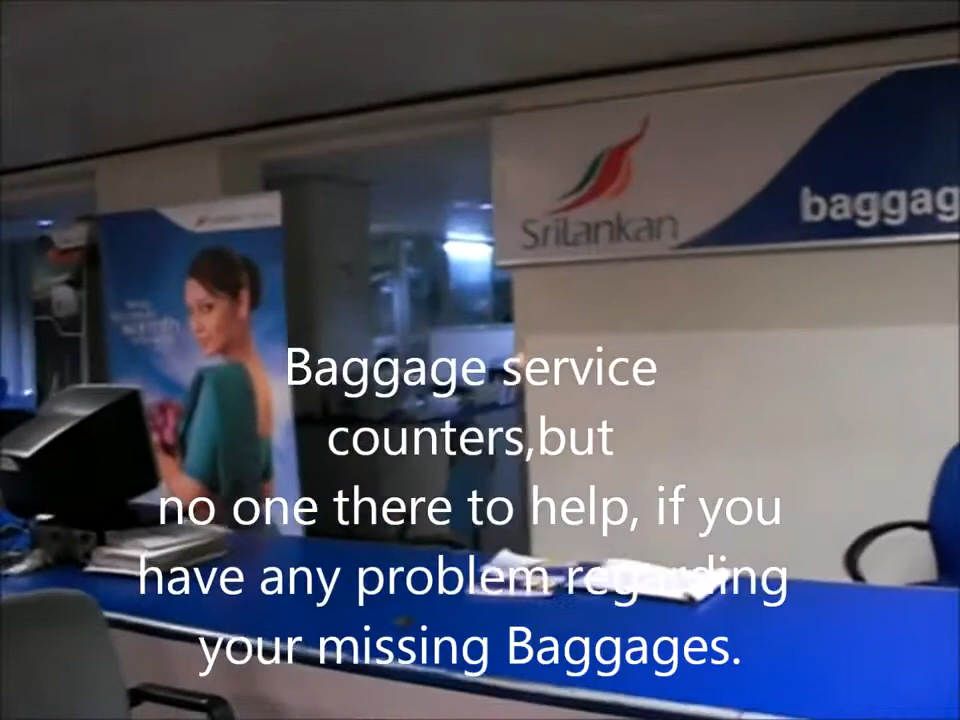 SriLankan
baggag
Baggage service
counters,but
no one there to help, if you
have any problem regarding
your missing Baggages.